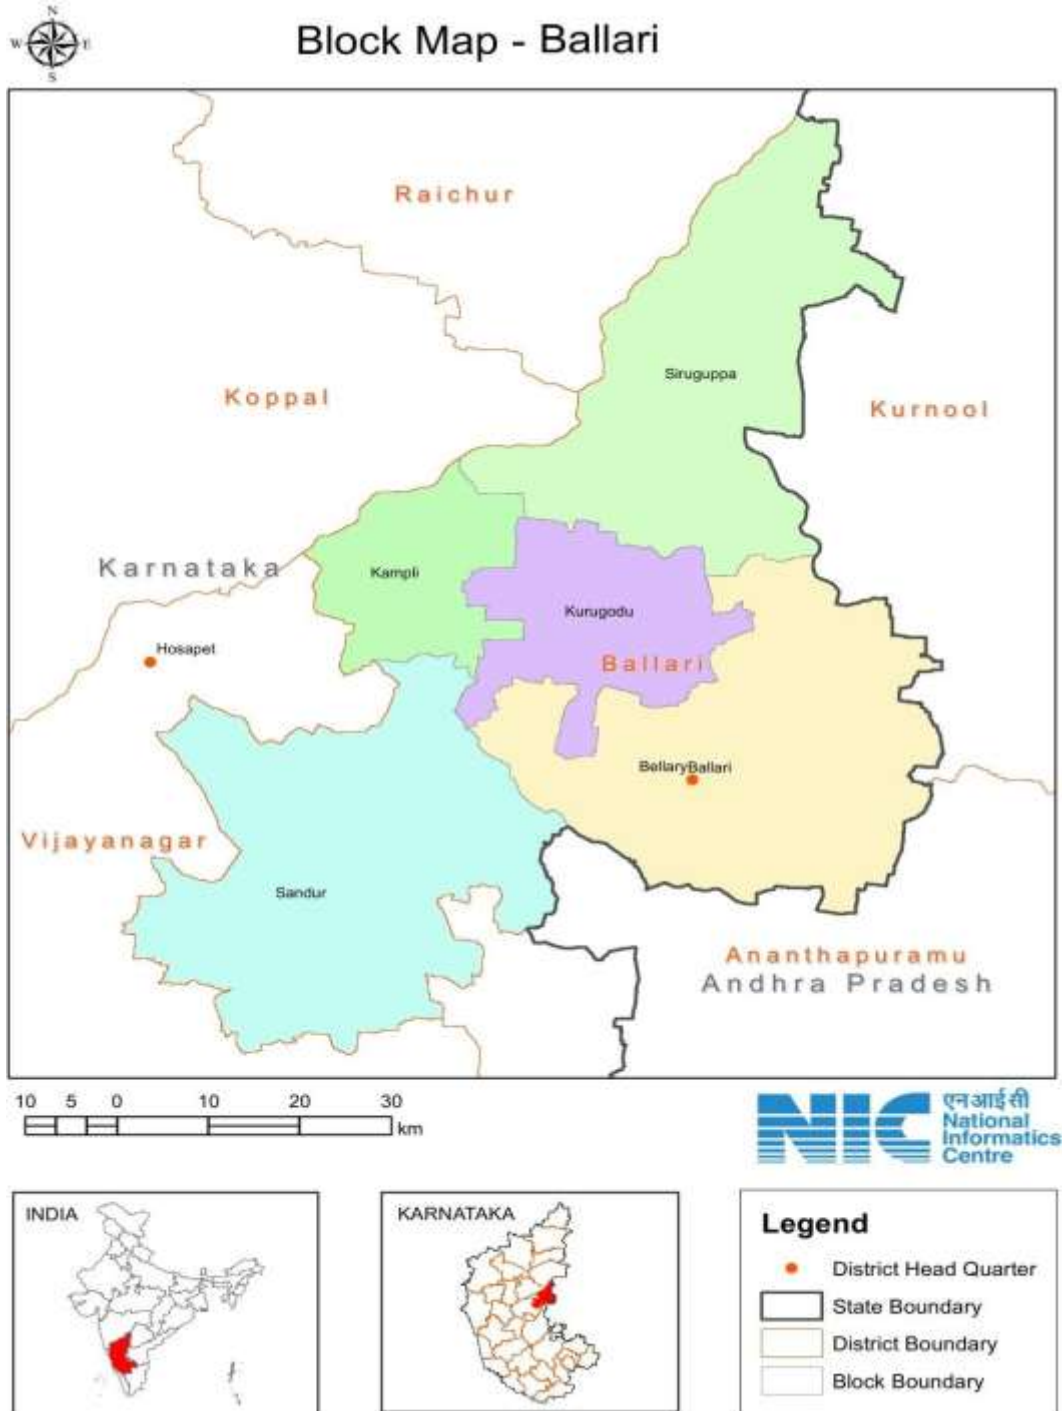 N
W E
S
Block Map - Ballari
Raichur
Siruguppa
Koppal
Kurnool
Karnataka
Kampli
Kurugodu
Hosapet
Ballari
BellaryBallari
Vijayanagar
Sandur
Ananthapuramu
Andhra Pradesh
10 5 0 10 20 30
km
NIC
एनआईसी
National
Informatics
Centre
INDIA
KARNATAKA
Legend
District Head Quarter
State Boundary
District Boundary
Block Boundary